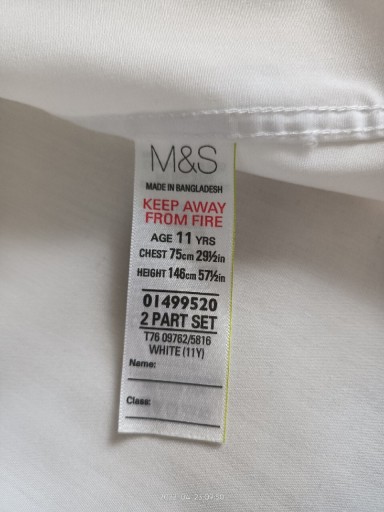 M&S
MADE IN BANGLADESH
KEEP AWAY
FROM FIRE
AGE 11 YRS
CHEST 75cm 29½in
HEIGHT 146cm 57½in
01499520
2 PART SET
T76 09762/5816
WHITE (11Y)
Name:
Class: